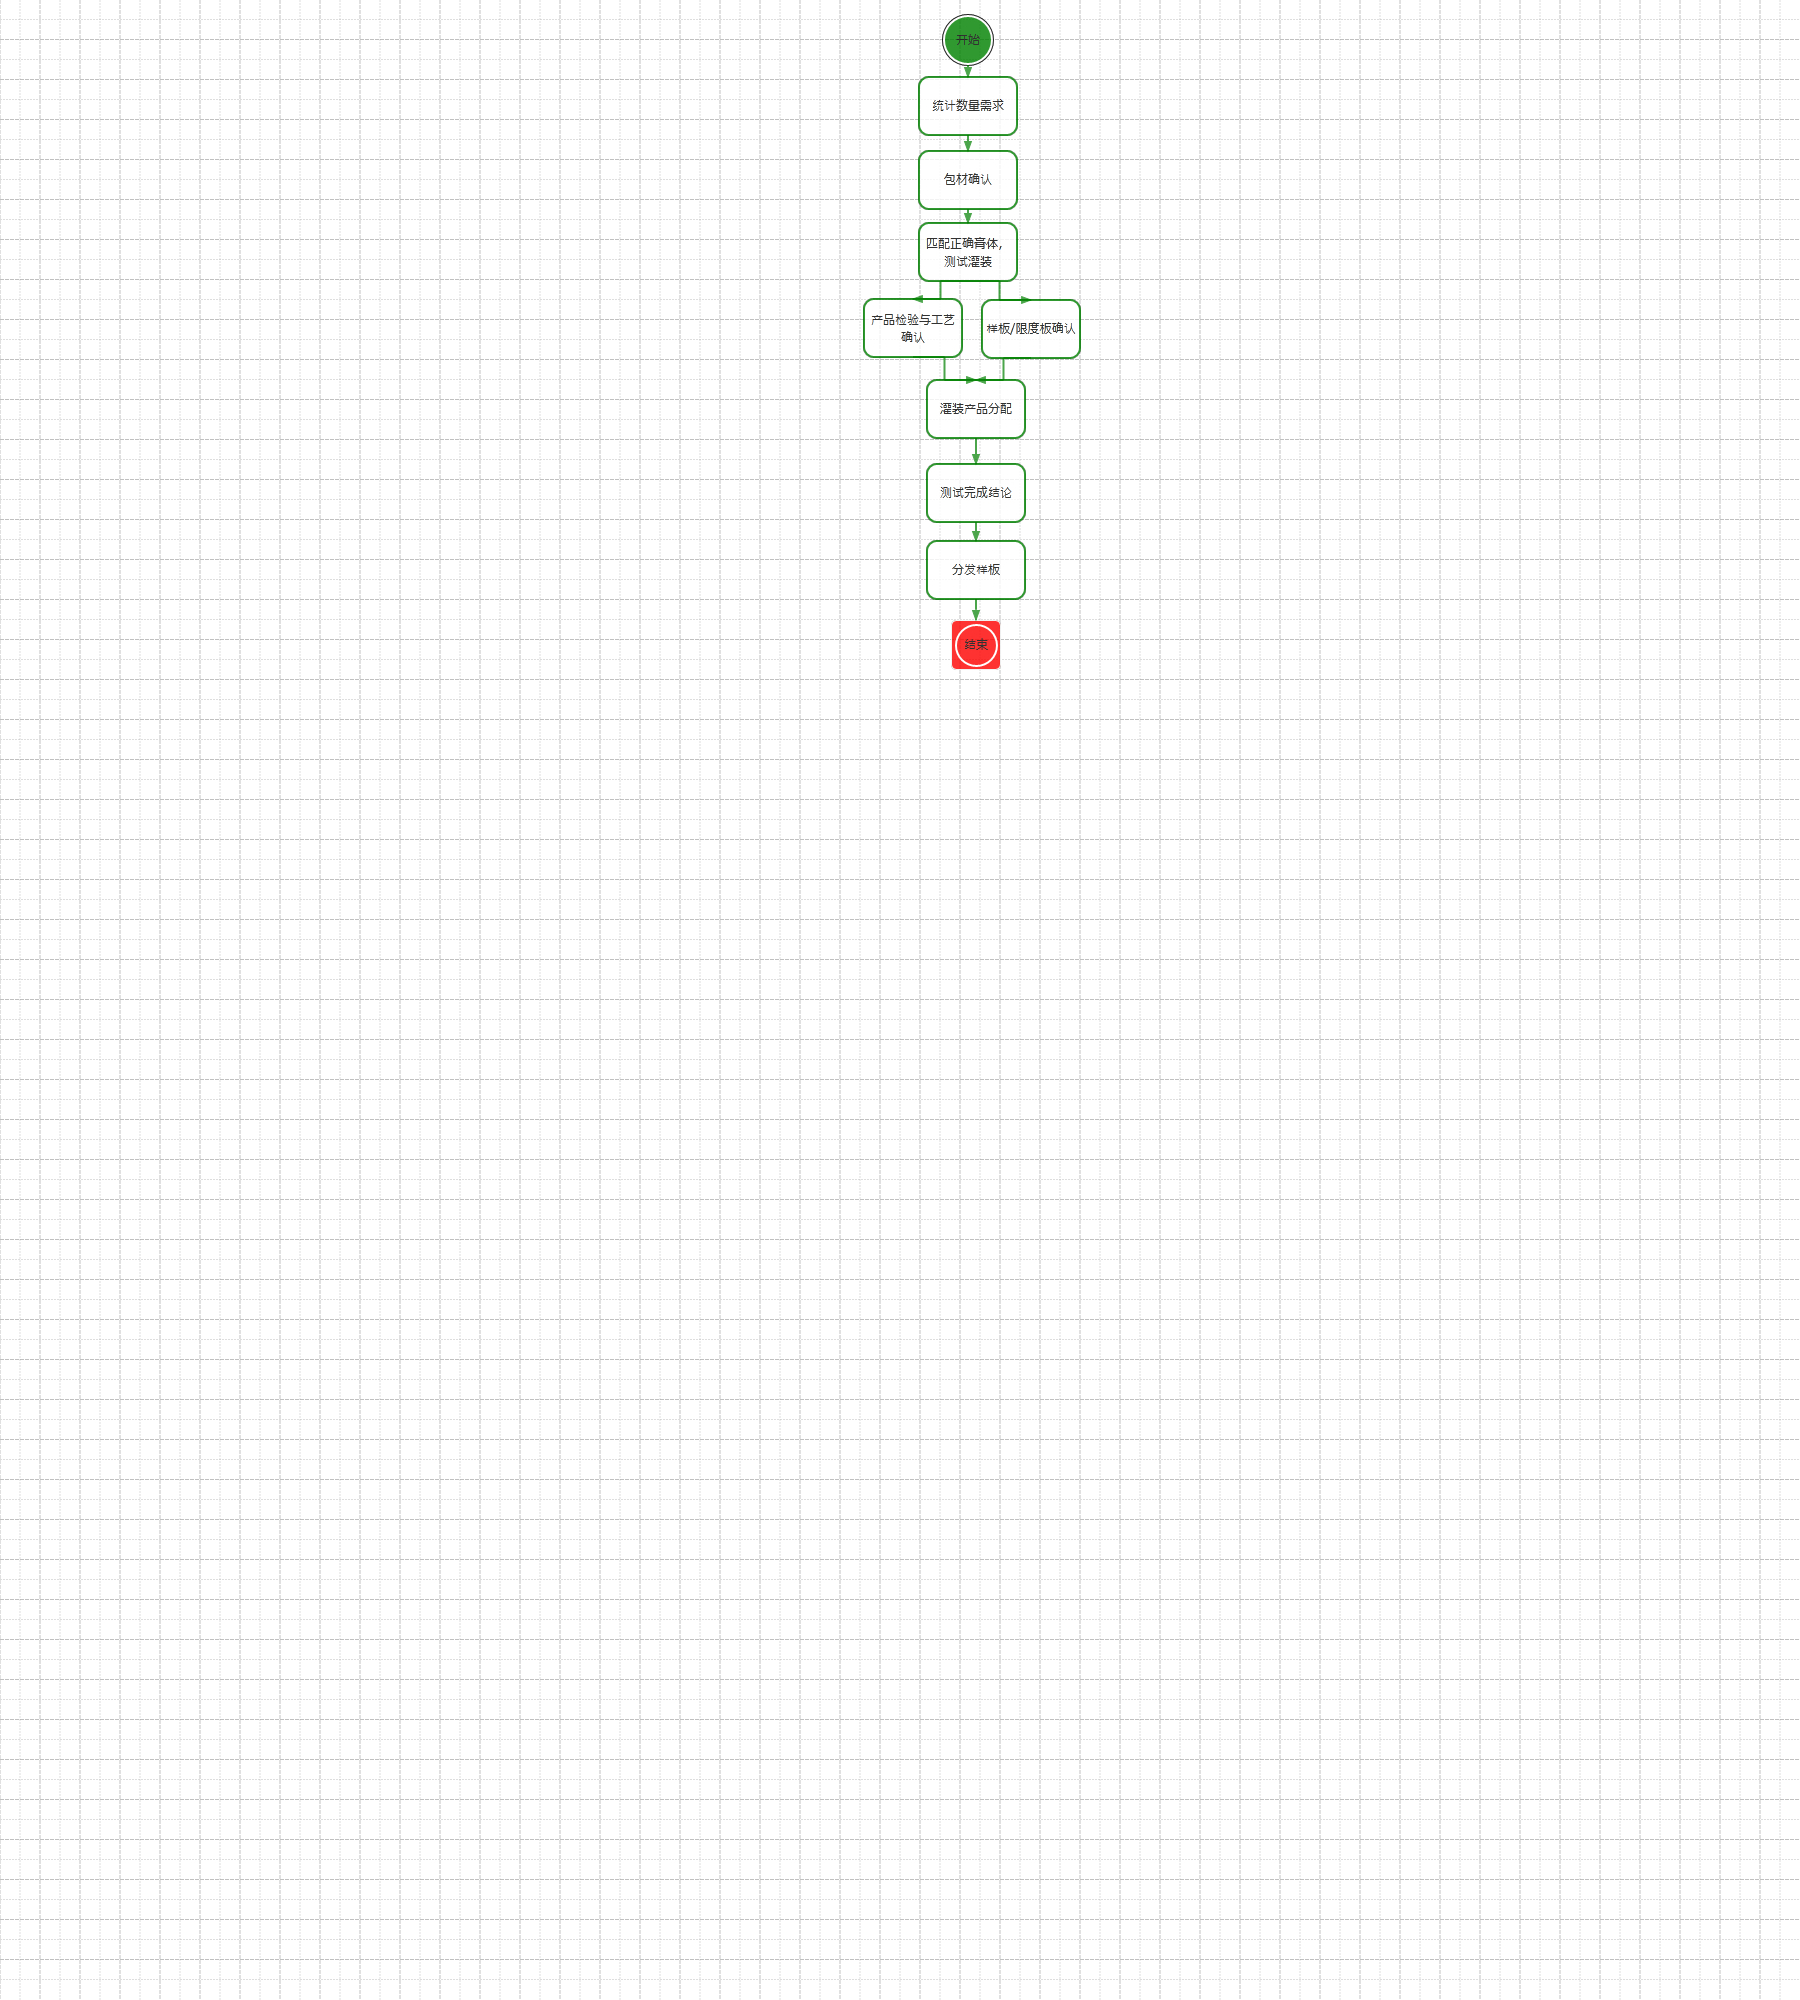 开始
统计数量需求
包材确认
匹配正确膏体，
测试灌装
产品检验与工艺
确认
样板/限度板确认
灌装产品分配
测试完成结论
分发样板
结束